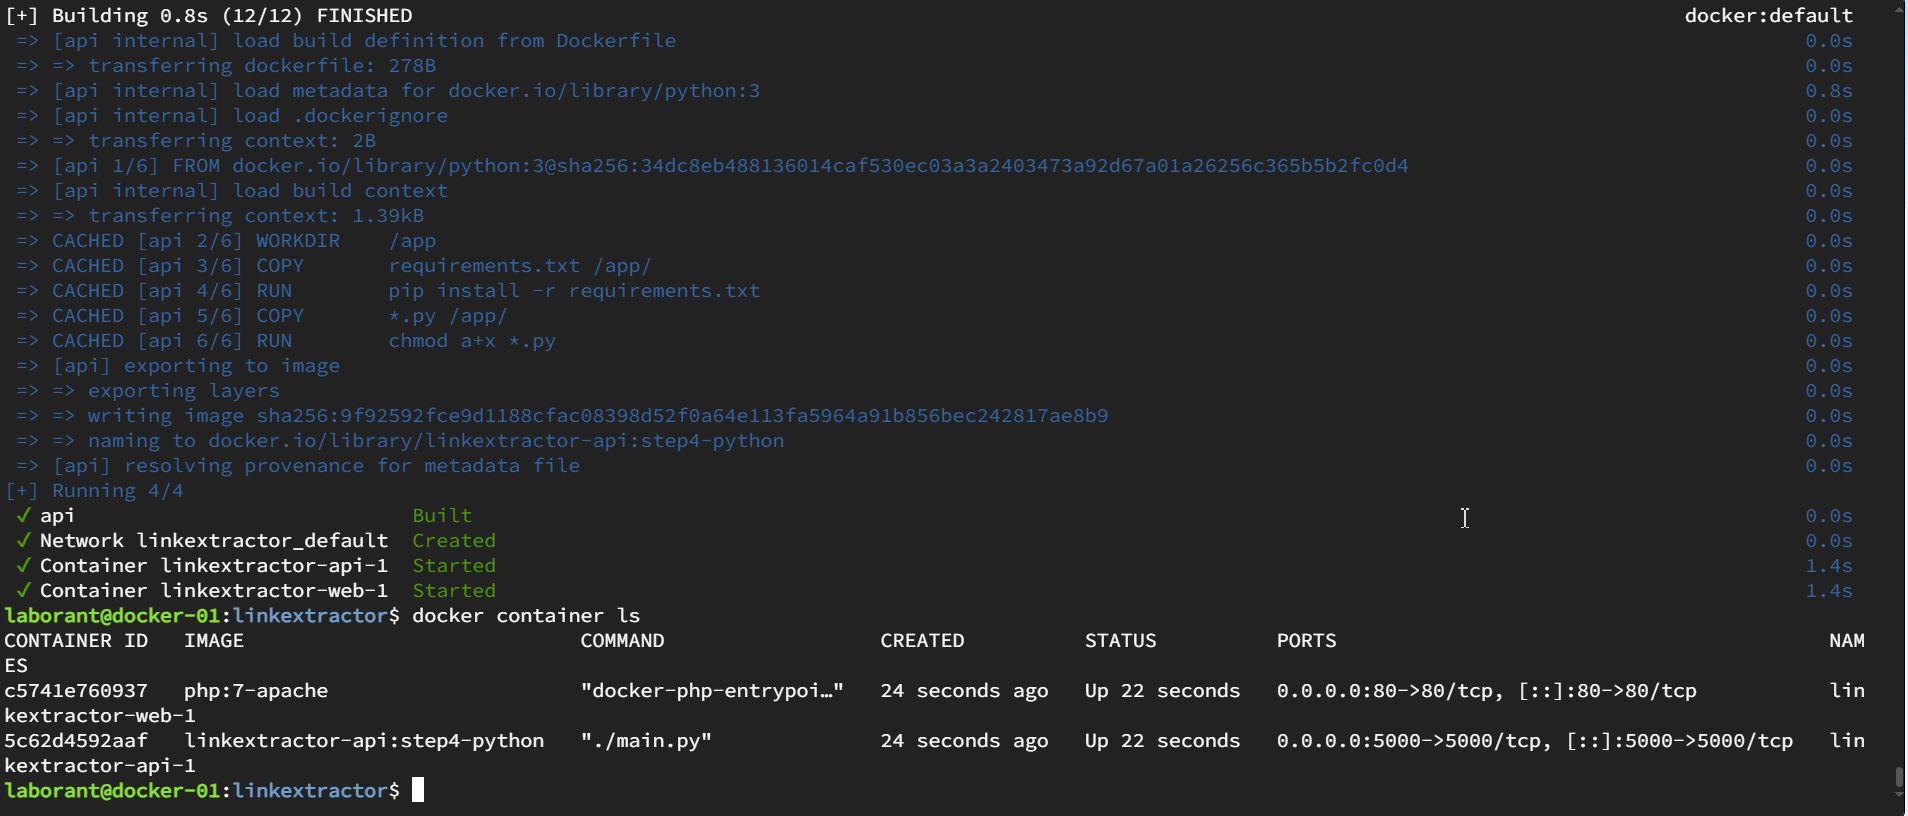 [+] Building 0.8s (12/12) FINISHED docker:default
=> [api internal] load build definition from Dockerfile 0.0s
=> => transferring dockerfile: 278B 0.0s
=> [api internal] load metadata for docker.io/library/python:3 0.8s
=> [api internal] load .dockerignore 0.0s
=> => transferring context: 2B 0.0s
=> [api 1/6] FROM docker.io/library/python:3@sha256:34dc8eb488136014caf530ec03a3a2403473a92d67a01a26256c365b5b2fc0d4 0.0s
=> [api internal] load build context 0.0s
=> => transferring context: 1.39kB 0.0s
=> CACHED [api 2/6] WORKDIR /app 0.0s
=> CACHED [api 3/6] COPY requirements.txt /app/ 0.0s
=> CACHED [api 4/6] RUN pip install -r requirements.txt 0.0s
=> CACHED [api 5/6] COPY *.py /app/ 0.0s
=> CACHED [api 6/6] RUN chmod a+x *.py 0.0s
=> [api] exporting to image 0.0s
=> => exporting layers 0.0s
=> => writing image sha256:9f92592fce9d1188cfac08398d52f0a64e113fa5964a91b856bec242817ae8b9 0.0s
=> => naming to docker.io/library/linkextractor-api:step4-python 0.0s
=> [api] resolving provenance for metadata file 0.0s
[+] Running 4/4
✓ api Built 0.0s
✓ Network linkextractor_default Created 0.0s
✓ Container linkextractor-api-1 Started 1.4s
✓ Container linkextractor-web-1 Started 1.4s
laborant@docker-01:linkextractor$ docker container ls
CONTAINER ID IMAGE COMMAND CREATED STATUS PORTS NAM
ES
c5741e760937 php:7-apache "docker-php-entrypoi…" 24 seconds ago Up 22 seconds 0.0.0.0:80->80/tcp, [::]:80->80/tcp lin
kextractor-web-1
5c62d4592aaf linkextractor-api:step4-python "./main.py" 24 seconds ago Up 22 seconds 0.0.0.0:5000->5000/tcp, [::]:5000->5000/tcp lin
kextractor-api-1
laborant@docker-01:linkextractor$